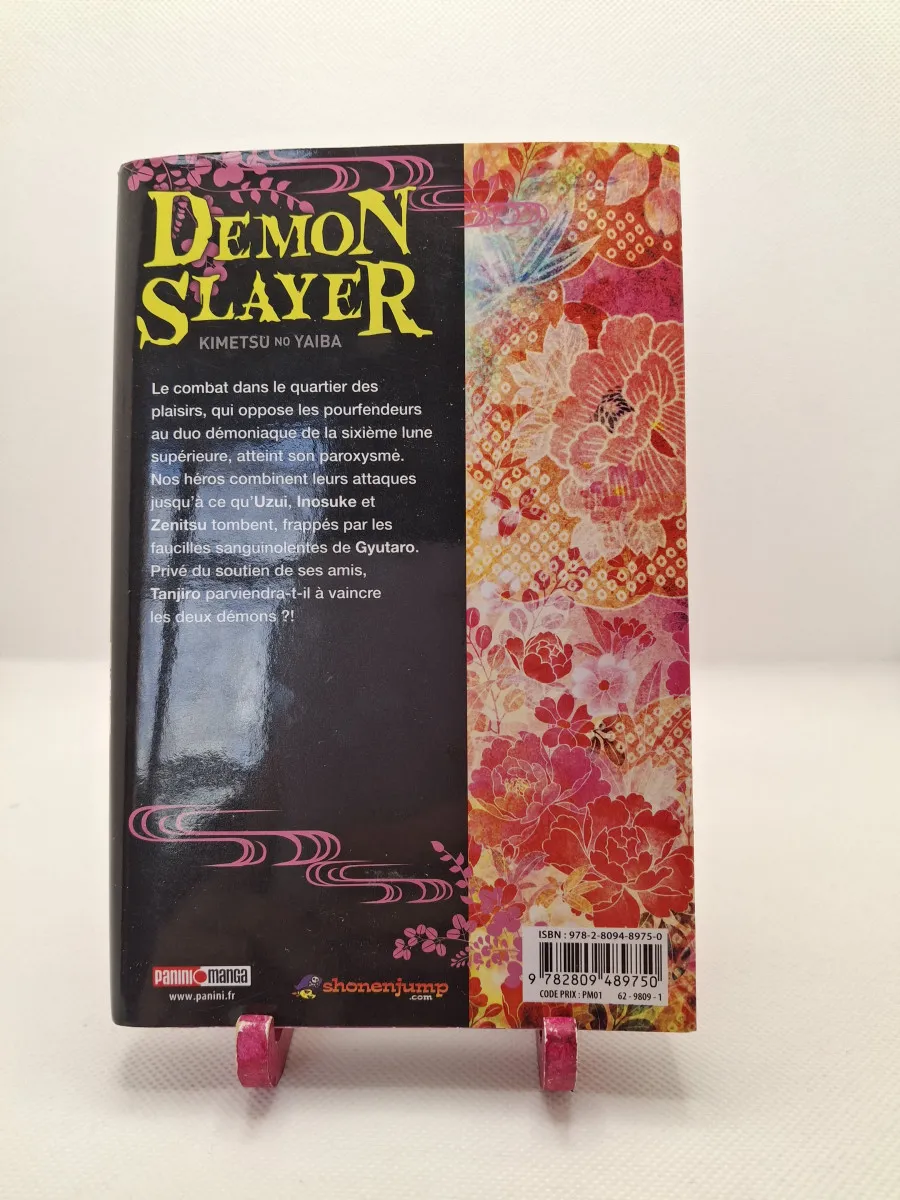 DEMON
SLAYER
KIMETSU NO YAIBA
Le combat dans le quartier des
plaisirs, qui oppose les pourfendeurs
au duo démoniaque de la sixième lune
supérieure, atteint son paroxysme.
Nos héros combinent leurs attaques
jusqu'à ce qu'Uzui, Inosuke et
Zenitsu tombent, frappés par les
faucilles sanguinolentes de Gyutaro.
Privé du soutien de ses amis,
Tanjiro parviendra-t-il à vaincre
les deux démons ?!
PANINI MANGA
www.panini.fr
shonenjump
.com
ISBN : 978-2-8094-8975-0
9 782809 489750
CODE PRIX : PM01 62 - 9809 - 1